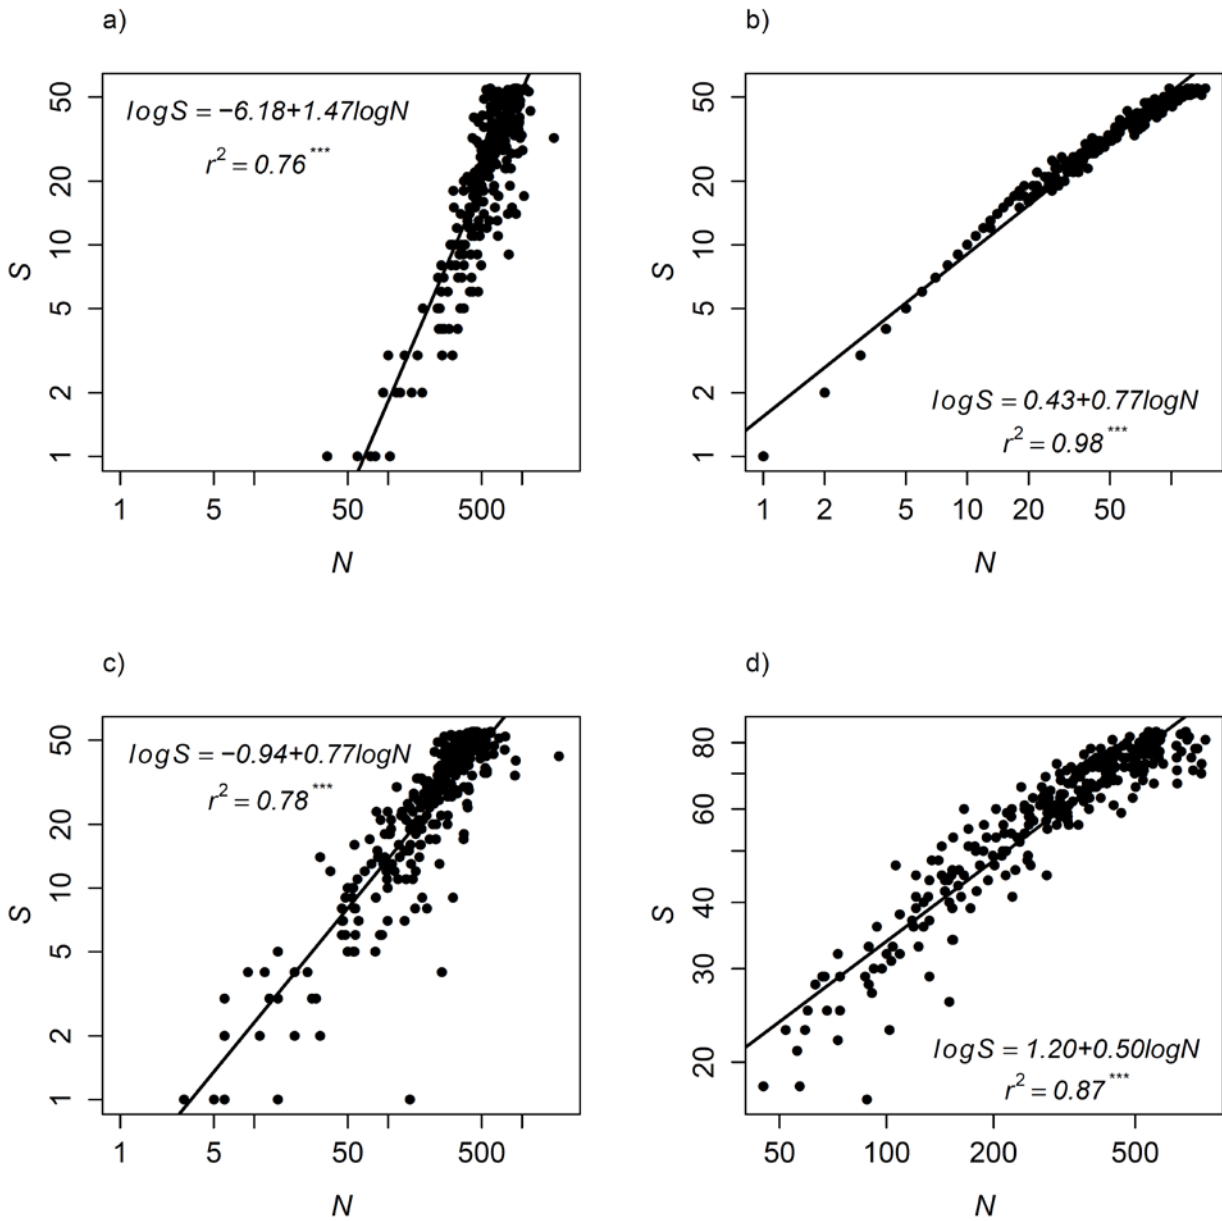 a)
logS = −6.18+1.47logN
r² = 0.76***
50
20
10
5
2
1
S
1 5 50 500
N
b)
50
20
10
5
2
1
S
logS = 0.43+0.77logN
r² = 0.98***
1 2 5 10 20 50
N
c)
logS = −0.94+0.77logN
r² = 0.78***
50
20
10
5
2
1
S
1 5 50 500
N
d)
80
60
40
30
20
S
logS = 1.20+0.50logN
r² = 0.87***
50 100 200 500
N